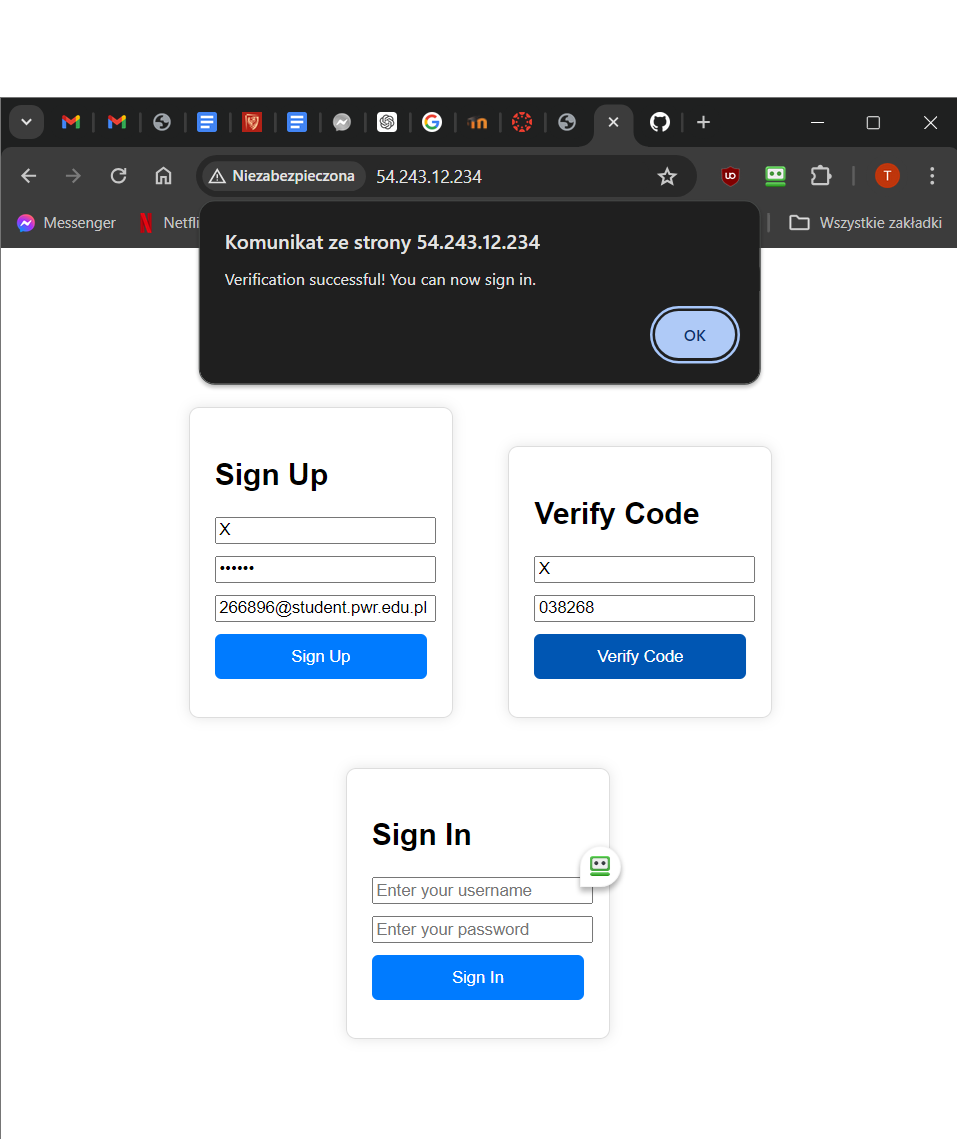 Niezabezpieczona
54.243.12.234
T
Messenger
Netfli
Wszystkie zakładki
Komunikat ze strony 54.243.12.234
Verification successful! You can now sign in.
OK
Sign Up
X
••••••
266896@student.pwr.edu.pl
Sign Up
Verify Code
X
038268
Verify Code
Sign In
Enter your username
Enter your password
Sign In